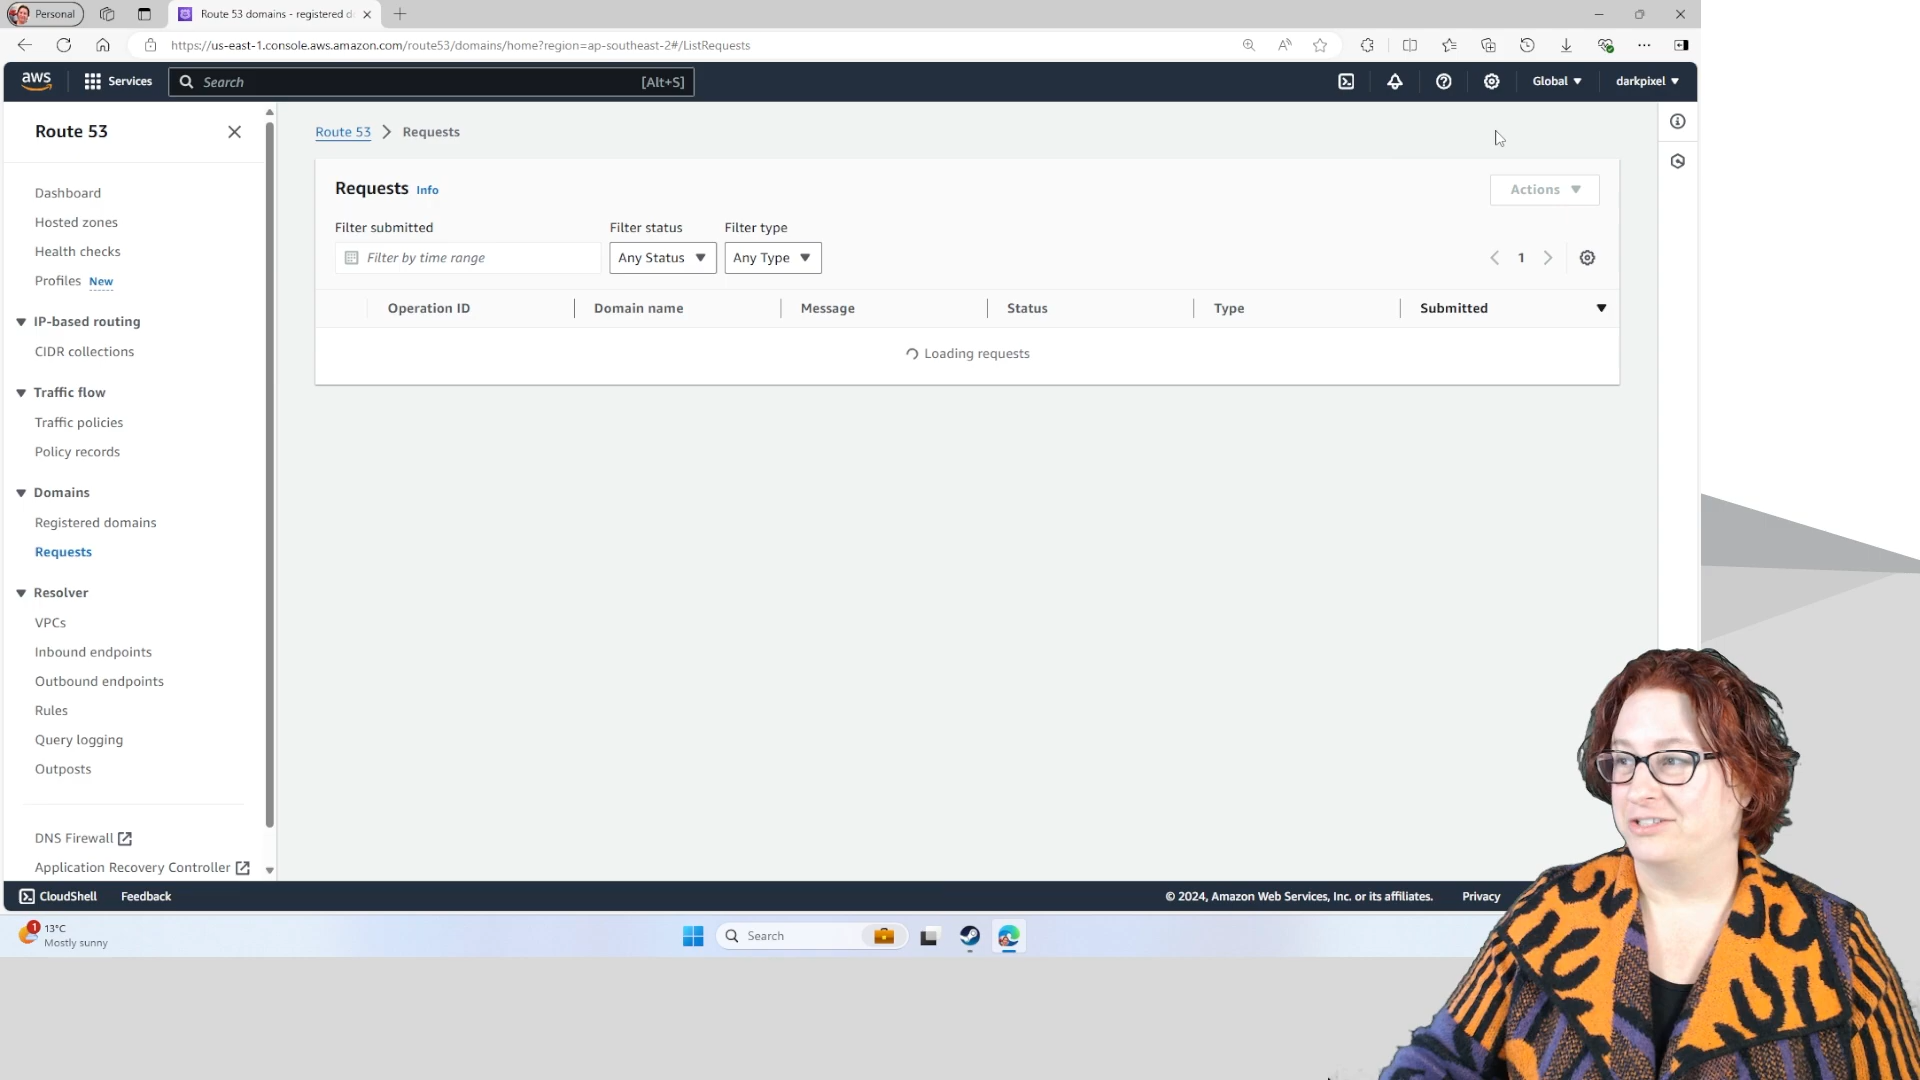 Personal
Route 53 domains - registered d
https://us-east-1.console.aws.amazon.com/route53/domains/home?region=ap-southeast-2#/ListRequests
aws
Services
Search
[Alt+S]
Global
darkpixel
Route 53
Dashboard
Hosted zones
Health checks
Profiles New
IP-based routing
CIDR collections
Traffic flow
Traffic policies
Policy records
Domains
Registered domains
Requests
Resolver
VPCs
Inbound endpoints
Outbound endpoints
Rules
Query logging
Outposts
DNS Firewall
Application Recovery Controller
Route 53 > Requests
Requests Info
Actions
Filter submitted
Filter status
Filter type
Filter by time range
Any Status
Any Type
1
Operation ID
Domain name
Message
Status
Type
Submitted
Loading requests
CloudShell
Feedback
© 2024, Amazon Web Services, Inc. or its affiliates.
Privacy
1
13°C
Mostly sunny
Search